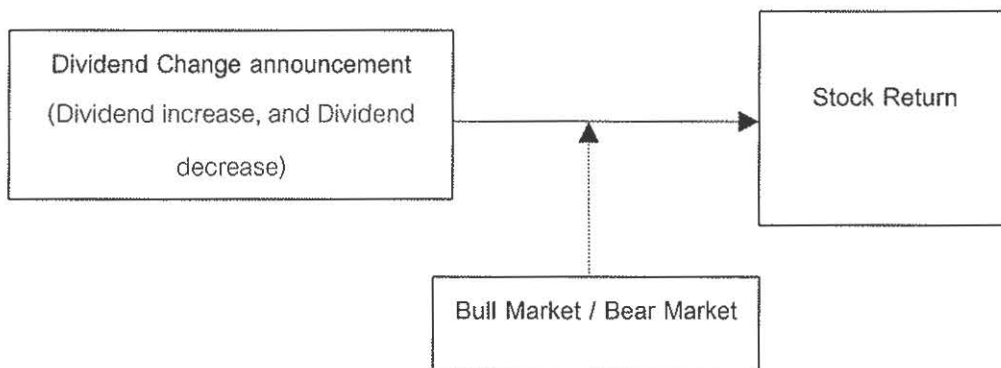 Dividend Change announcement
(Dividend increase, and Dividend
decrease)
Stock Return
Bull Market / Bear Market